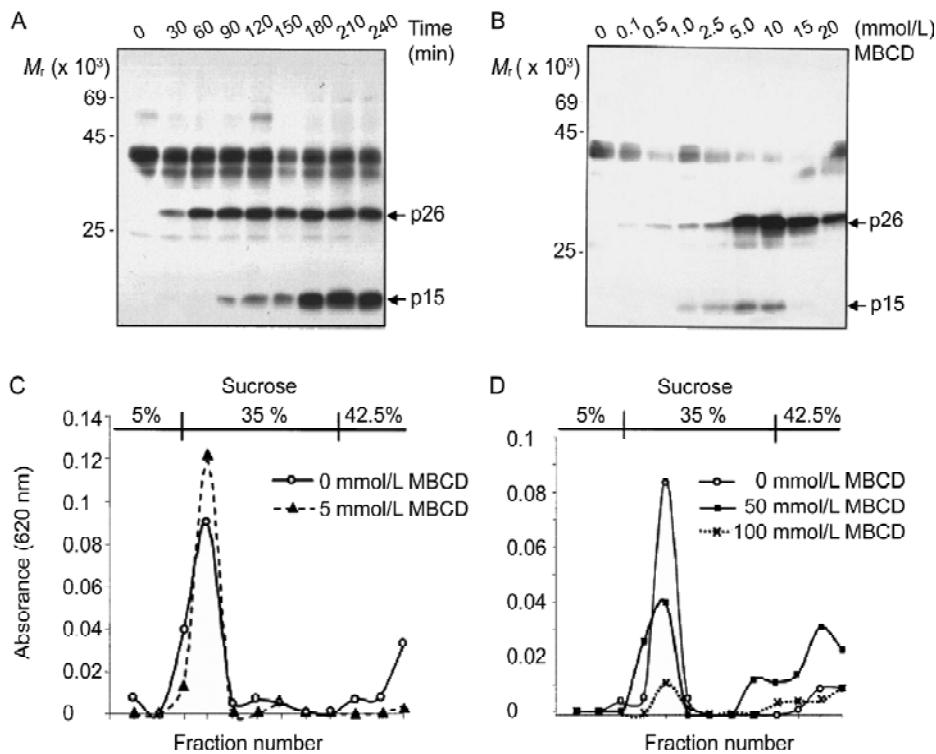 A
0 30 60 90 120 150 180 210 240 Time (min)
Mr (x 10³)
69-
45-
25-
p26
p15
B
0 0.1 0.5 1.0 2.5 5.0 10 15 20 (mmol/L) MBCD
Mr ( x 10³)
69-
45-
25-
p26
p15
C
Sucrose
5% 35 % 42.5%
0.14
0.12
0.10
0.08
0.06
0.04
0.02
0
0 mmol/L MBCD
5 mmol/L MBCD
Absorance (620 nm)
Fraction number
D
Sucrose
5% 35 % 42.5%
0.1
0.08
0.06
0.04
0.02
0
0 mmol/L MBCD
50 mmol/L MBCD
100 mmol/L MBCD
Fraction number